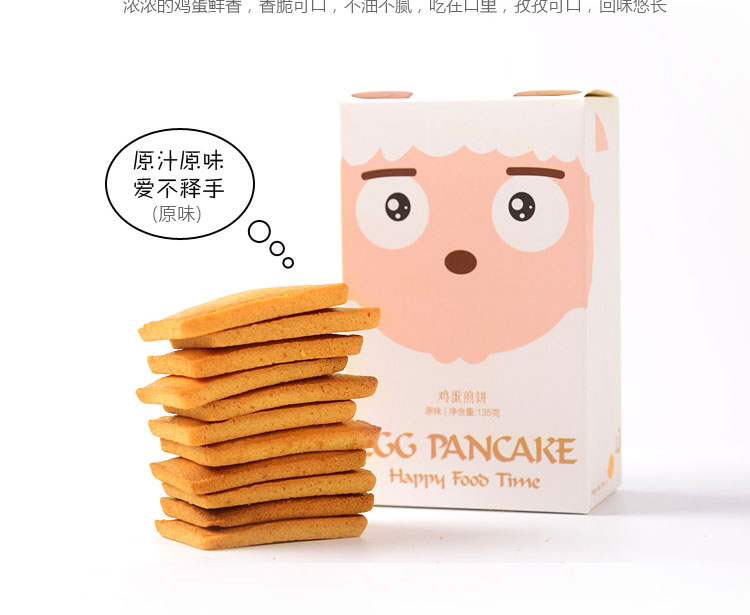 浓浓的鸡蛋鲜香，香脆可口，不油不腻，吃在口里，孜孜可口，回味悠长
原汁原味
爱不释手
(原味)
鸡蛋煎饼
原味 | 净含量:135克
EGG PANCAKE
Happy Food Time